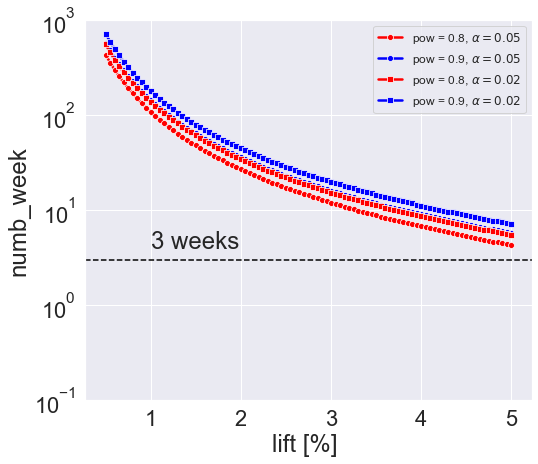 10³
10²
10¹
10⁰
10⁻¹
numb_week
pow = 0.8, α = 0.05
pow = 0.9, α = 0.05
pow = 0.8, α = 0.02
pow = 0.9, α = 0.02
3 weeks
1 2 3 4 5
lift [%]